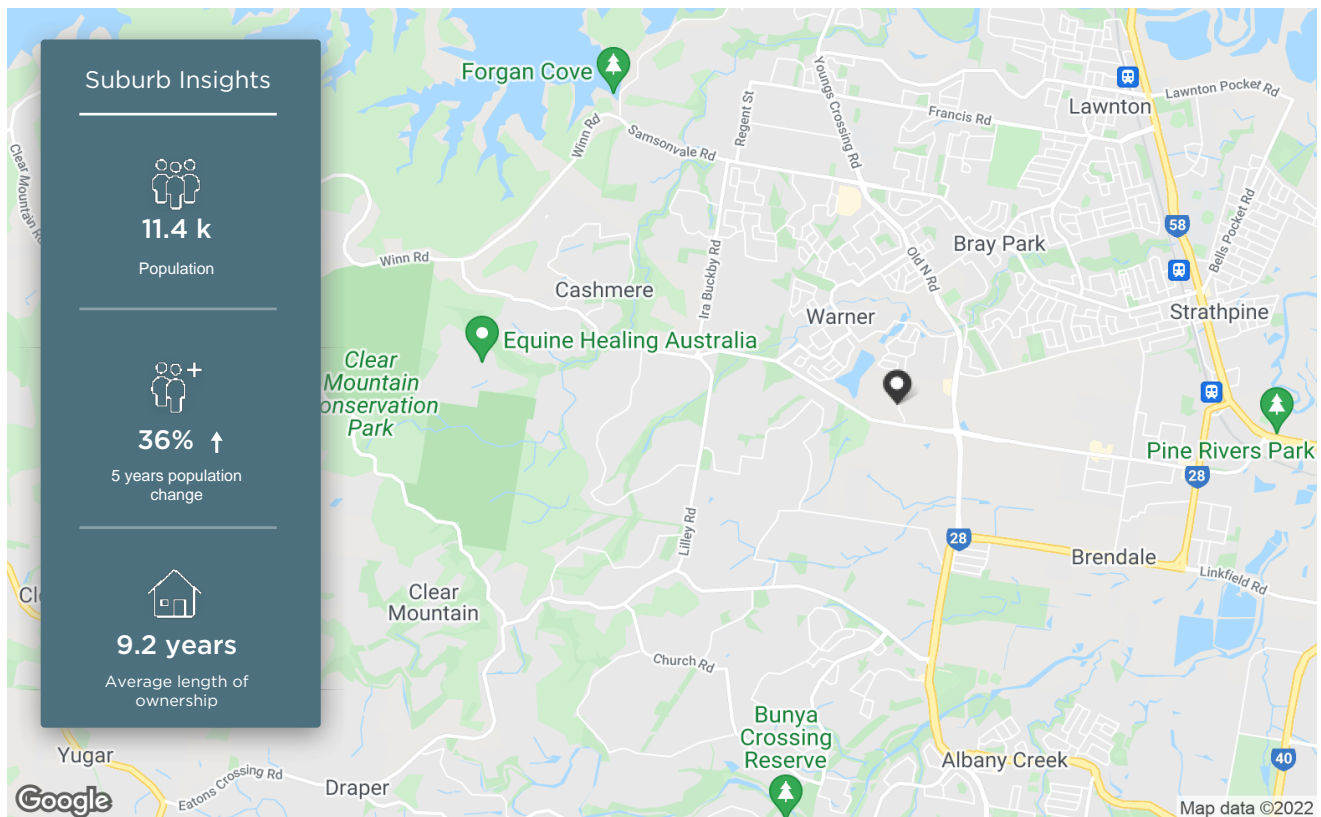 Suburb Insights
11.4 k
Population
36%
5 years population
change
9.2 years
Average length of
ownership
Forgan Cove
Winn Rd
Samsonvale Rd
Regent St
Youngs Crossing Rd
Francis Rd
Lawnton
Lawnton Pocket Rd
Clear Mountain Rd
58
Bells Pocket Rd
Bray Park
Old N Rd
Winn Rd
Cashmere
Ira Buckby Rd
Warner
Strathpine
Equine Healing Australia
Clear
Mountain
onservation
Park
Pine Rivers Park
28
Lilley Rd
28
Brendale
Linkfield Rd
Clear
Mountain
Church Rd
Bunya
Crossing
Reserve
Albany Creek
40
Yugar
Eatons Crossing Rd
Draper
Google
Map data ©2022